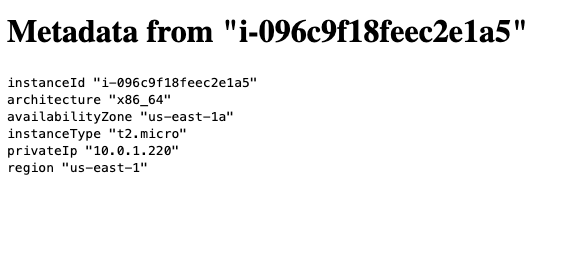 Metadata from "i-096c9f18feec2e1a5"
instanceId "i-096c9f18feec2e1a5"
architecture "x86_64"
availabilityZone "us-east-1a"
instanceType "t2.micro"
privateIp "10.0.1.220"
region "us-east-1"